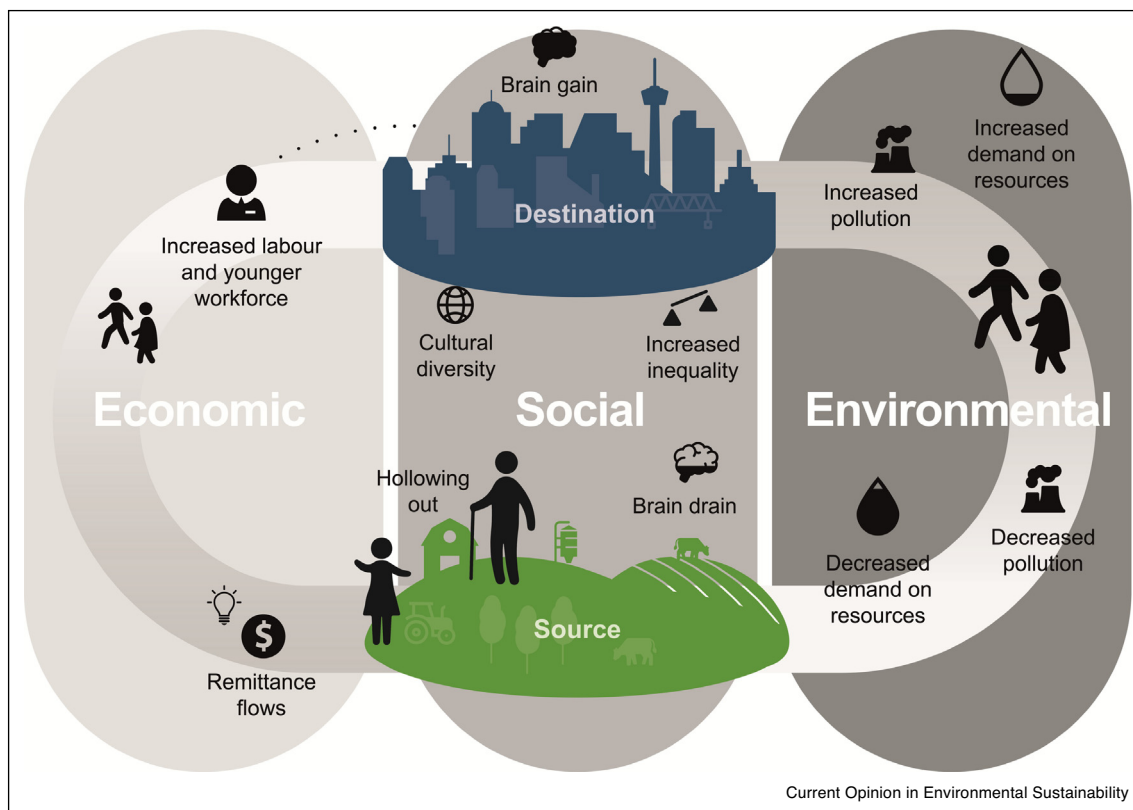 Brain gain
Increased
demand on
resources
Increased
pollution
Destination
Increased labour
and younger
workforce
Cultural
diversity
Increased
inequality
Economic
Social
Environmental
Hollowing
out
Brain drain
Decreased
pollution
Decreased
demand on
resources
Source
$
Remittance
flows
Current Opinion in Environmental Sustainability